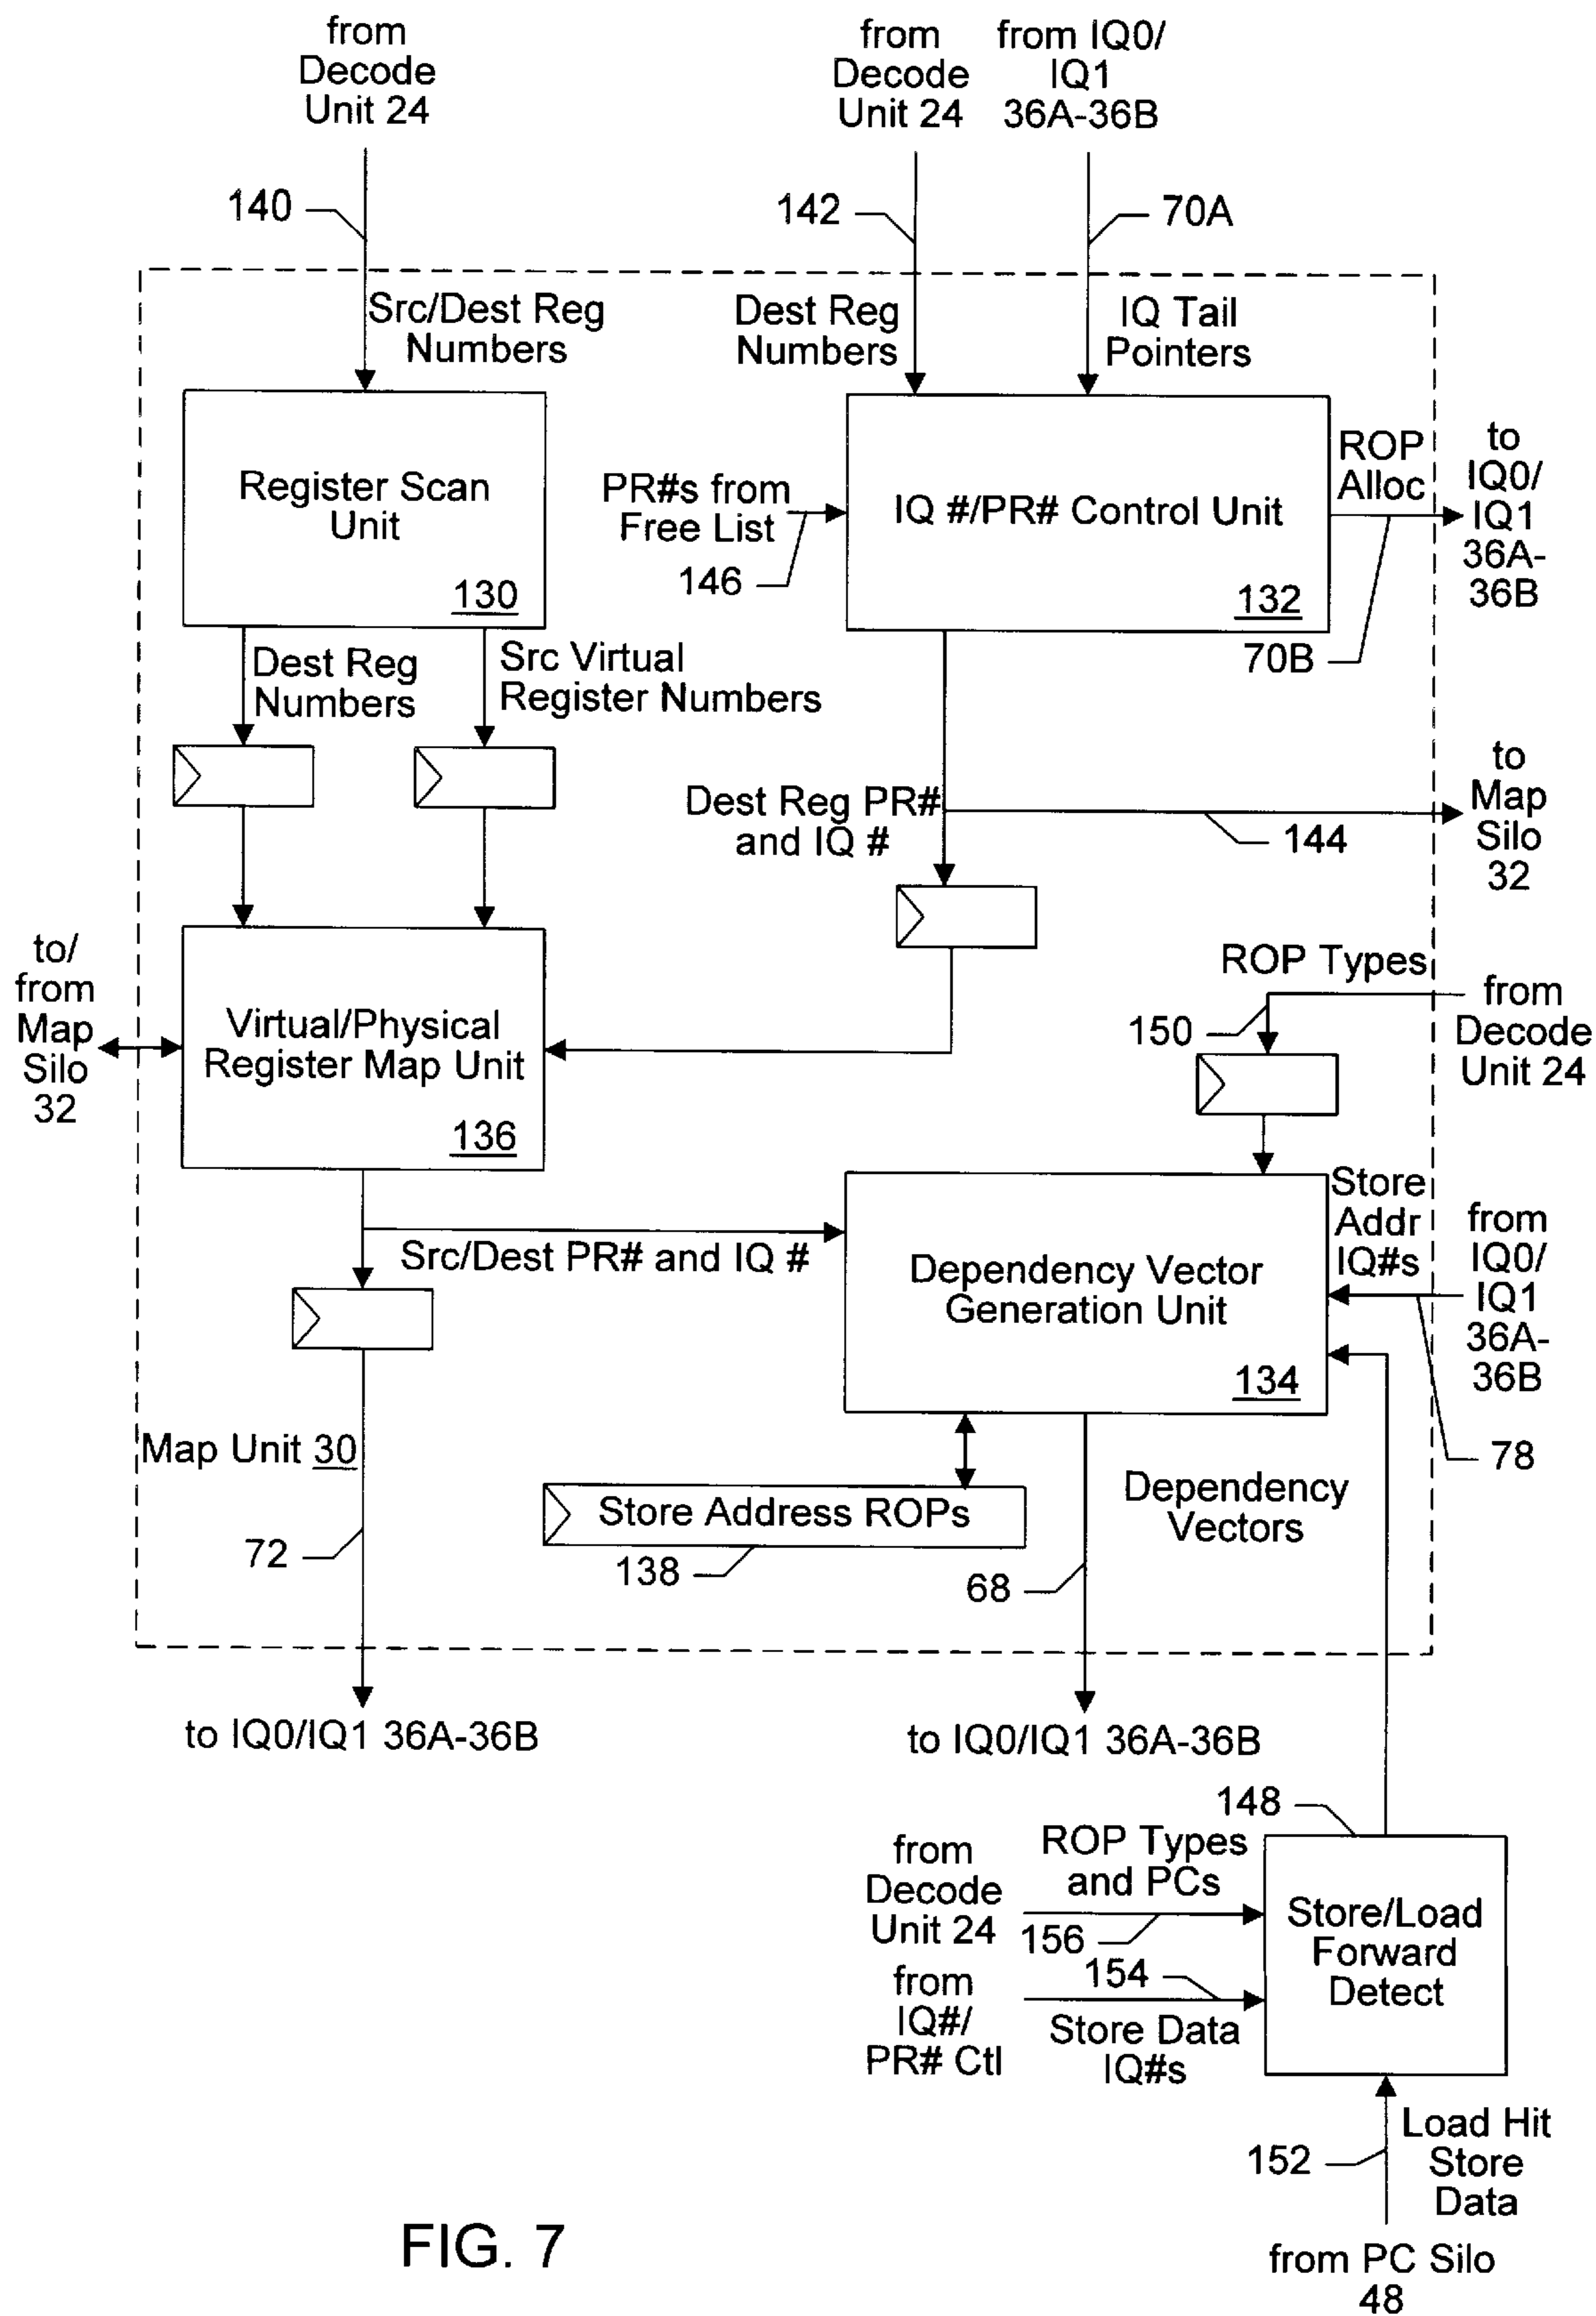 from
Decode
Unit 24
from
Decode
Unit 24
from IQ0/
IQ1
36A-36B
140
142
70A
Src/Dest Reg
Numbers
Dest Reg
Numbers
IQ Tail
Pointers
Register Scan
Unit
130
PR#s from
Free List
146
IQ #/PR# Control Unit
132
ROP
Alloc
to
IQ0/
IQ1
36A-
36B
70B
Dest Reg
Numbers
Src Virtual
Register Numbers
Dest Reg PR#
and IQ #
144
to
Map
Silo
32
to/
from
Map
Silo
32
Virtual/Physical
Register Map Unit
136
ROP Types
150
from
Decode
Unit 24
Src/Dest PR# and IQ #
Dependency Vector
Generation Unit
134
Store
Addr
IQ#s
from
IQ0/
IQ1
36A-
36B
78
Map Unit 30
72
Store Address ROPs
138
68
Dependency
Vectors
to IQ0/IQ1 36A-36B
to IQ0/IQ1 36A-36B
148
from
Decode
Unit 24
ROP Types
and PCs
156
154
from
IQ#/
PR# Ctl
Store Data
IQ#s
Store/Load
Forward
Detect
152
Load Hit
Store
Data
from PC Silo
48
FIG. 7